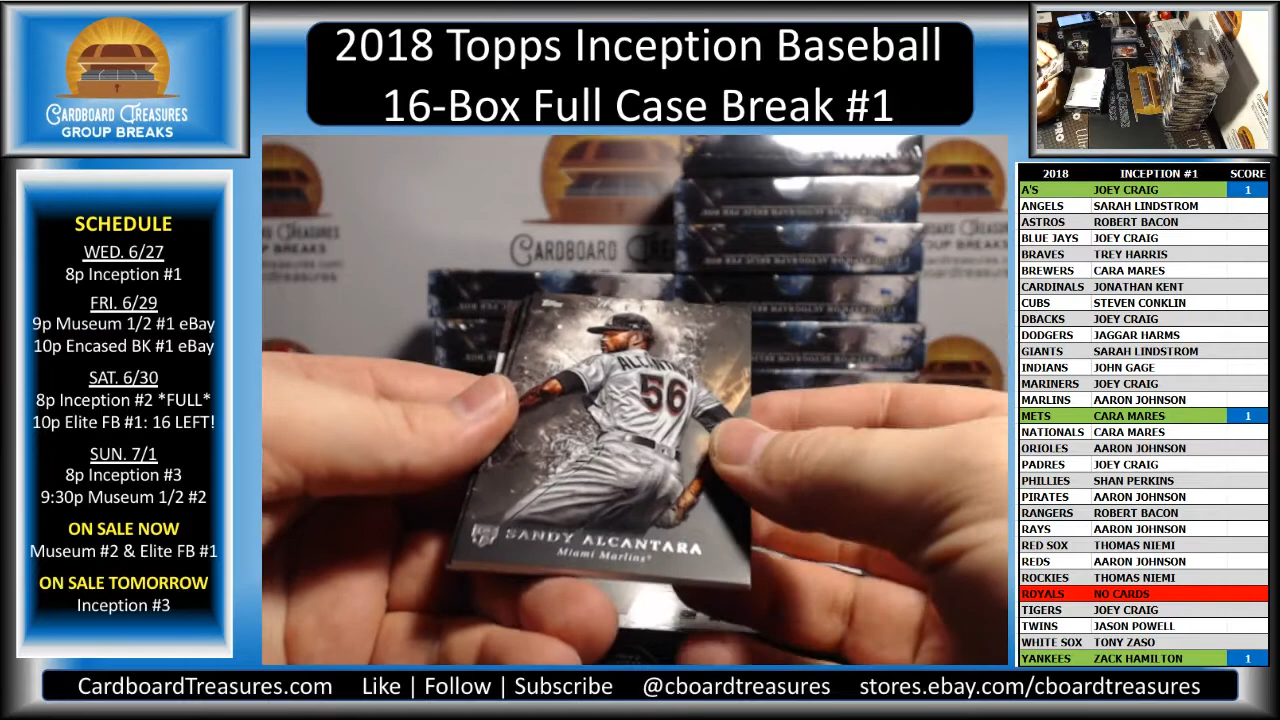 CARDBOARD TREASURES
GROUP BREAKS
2018 Topps Inception Baseball
16-Box Full Case Break #1
SCHEDULE
WED. 6/27
8p Inception #1
FRI. 6/29
9p Museum 1/2 #1 eBay
10p Encased BK #1 eBay
SAT. 6/30
8p Inception #2 *FULL*
10p Elite FB #1: 16 LEFT!
SUN. 7/1
8p Inception #3
9:30p Museum 1/2 #2
ON SALE NOW
Museum #2 & Elite FB #1
ON SALE TOMORROW
Inception #3
CARDBOARD
Topps
ALCANTARA
56
SANDY ALCANTARA
Miami Marlins
2018 INCEPTION #1 SCORE
A'S JOEY CRAIG 1
ANGELS SARAH LINDSTROM
ASTROS ROBERT BACON
BLUE JAYS JOEY CRAIG
BRAVES TREY HARRIS
BREWERS CARA MARES
CARDINALS JONATHAN KENT
CUBS STEVEN CONKLIN
DBACKS JOEY CRAIG
DODGERS JAGGAR HARMS
GIANTS SARAH LINDSTROM
INDIANS JOHN GAGE
MARINERS JOEY CRAIG
MARLINS AARON JOHNSON
METS CARA MARES 1
NATIONALS CARA MARES
ORIOLES AARON JOHNSON
PADRES JOEY CRAIG
PHILLIES SHAN PERKINS
PIRATES AARON JOHNSON
RANGERS ROBERT BACON
RAYS AARON JOHNSON
RED SOX THOMAS NIEMI
REDS AARON JOHNSON
ROCKIES THOMAS NIEMI
ROYALS NO CARDS
TIGERS JOEY CRAIG
TWINS JASON POWELL
WHITE SOX TONY ZASO
YANKEES ZACK HAMILTON 1
CardboardTreasures.com Like | Follow | Subscribe @cboardtreasures stores.ebay.com/cboardtreasures